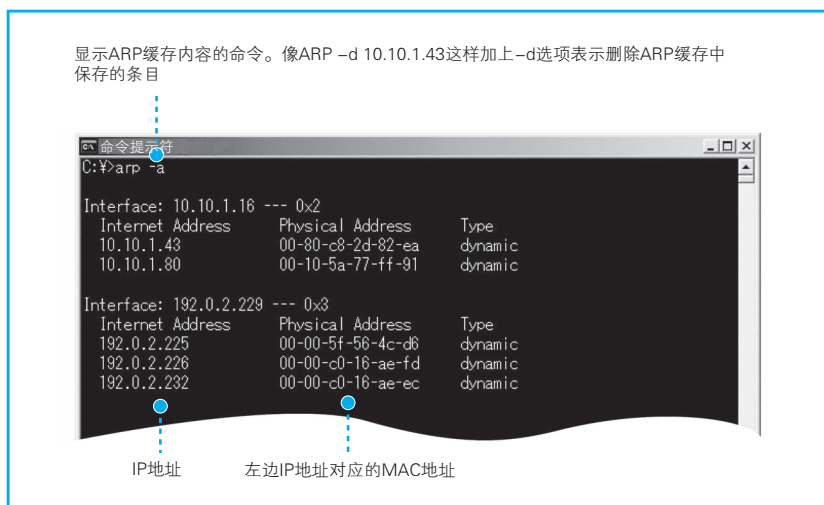 显示ARP缓存内容的命令。像ARP –d 10.10.1.43这样加上–d选项表示删除ARP缓存中
保存的条目
命令提示符
C:¥>arp -a
Interface: 10.10.1.16 --- 0x2
Internet Address Physical Address Type
10.10.1.43 00-80-c8-2d-82-ea dynamic
10.10.1.80 00-10-5a-77-ff-91 dynamic
Interface: 192.0.2.229 --- 0x3
Internet Address Physical Address Type
192.0.2.225 00-00-5f-56-4c-d6 dynamic
192.0.2.226 00-00-c0-16-ae-fd dynamic
192.0.2.232 00-00-c0-16-ae-ec dynamic
IP地址 左边IP地址对应的MAC地址